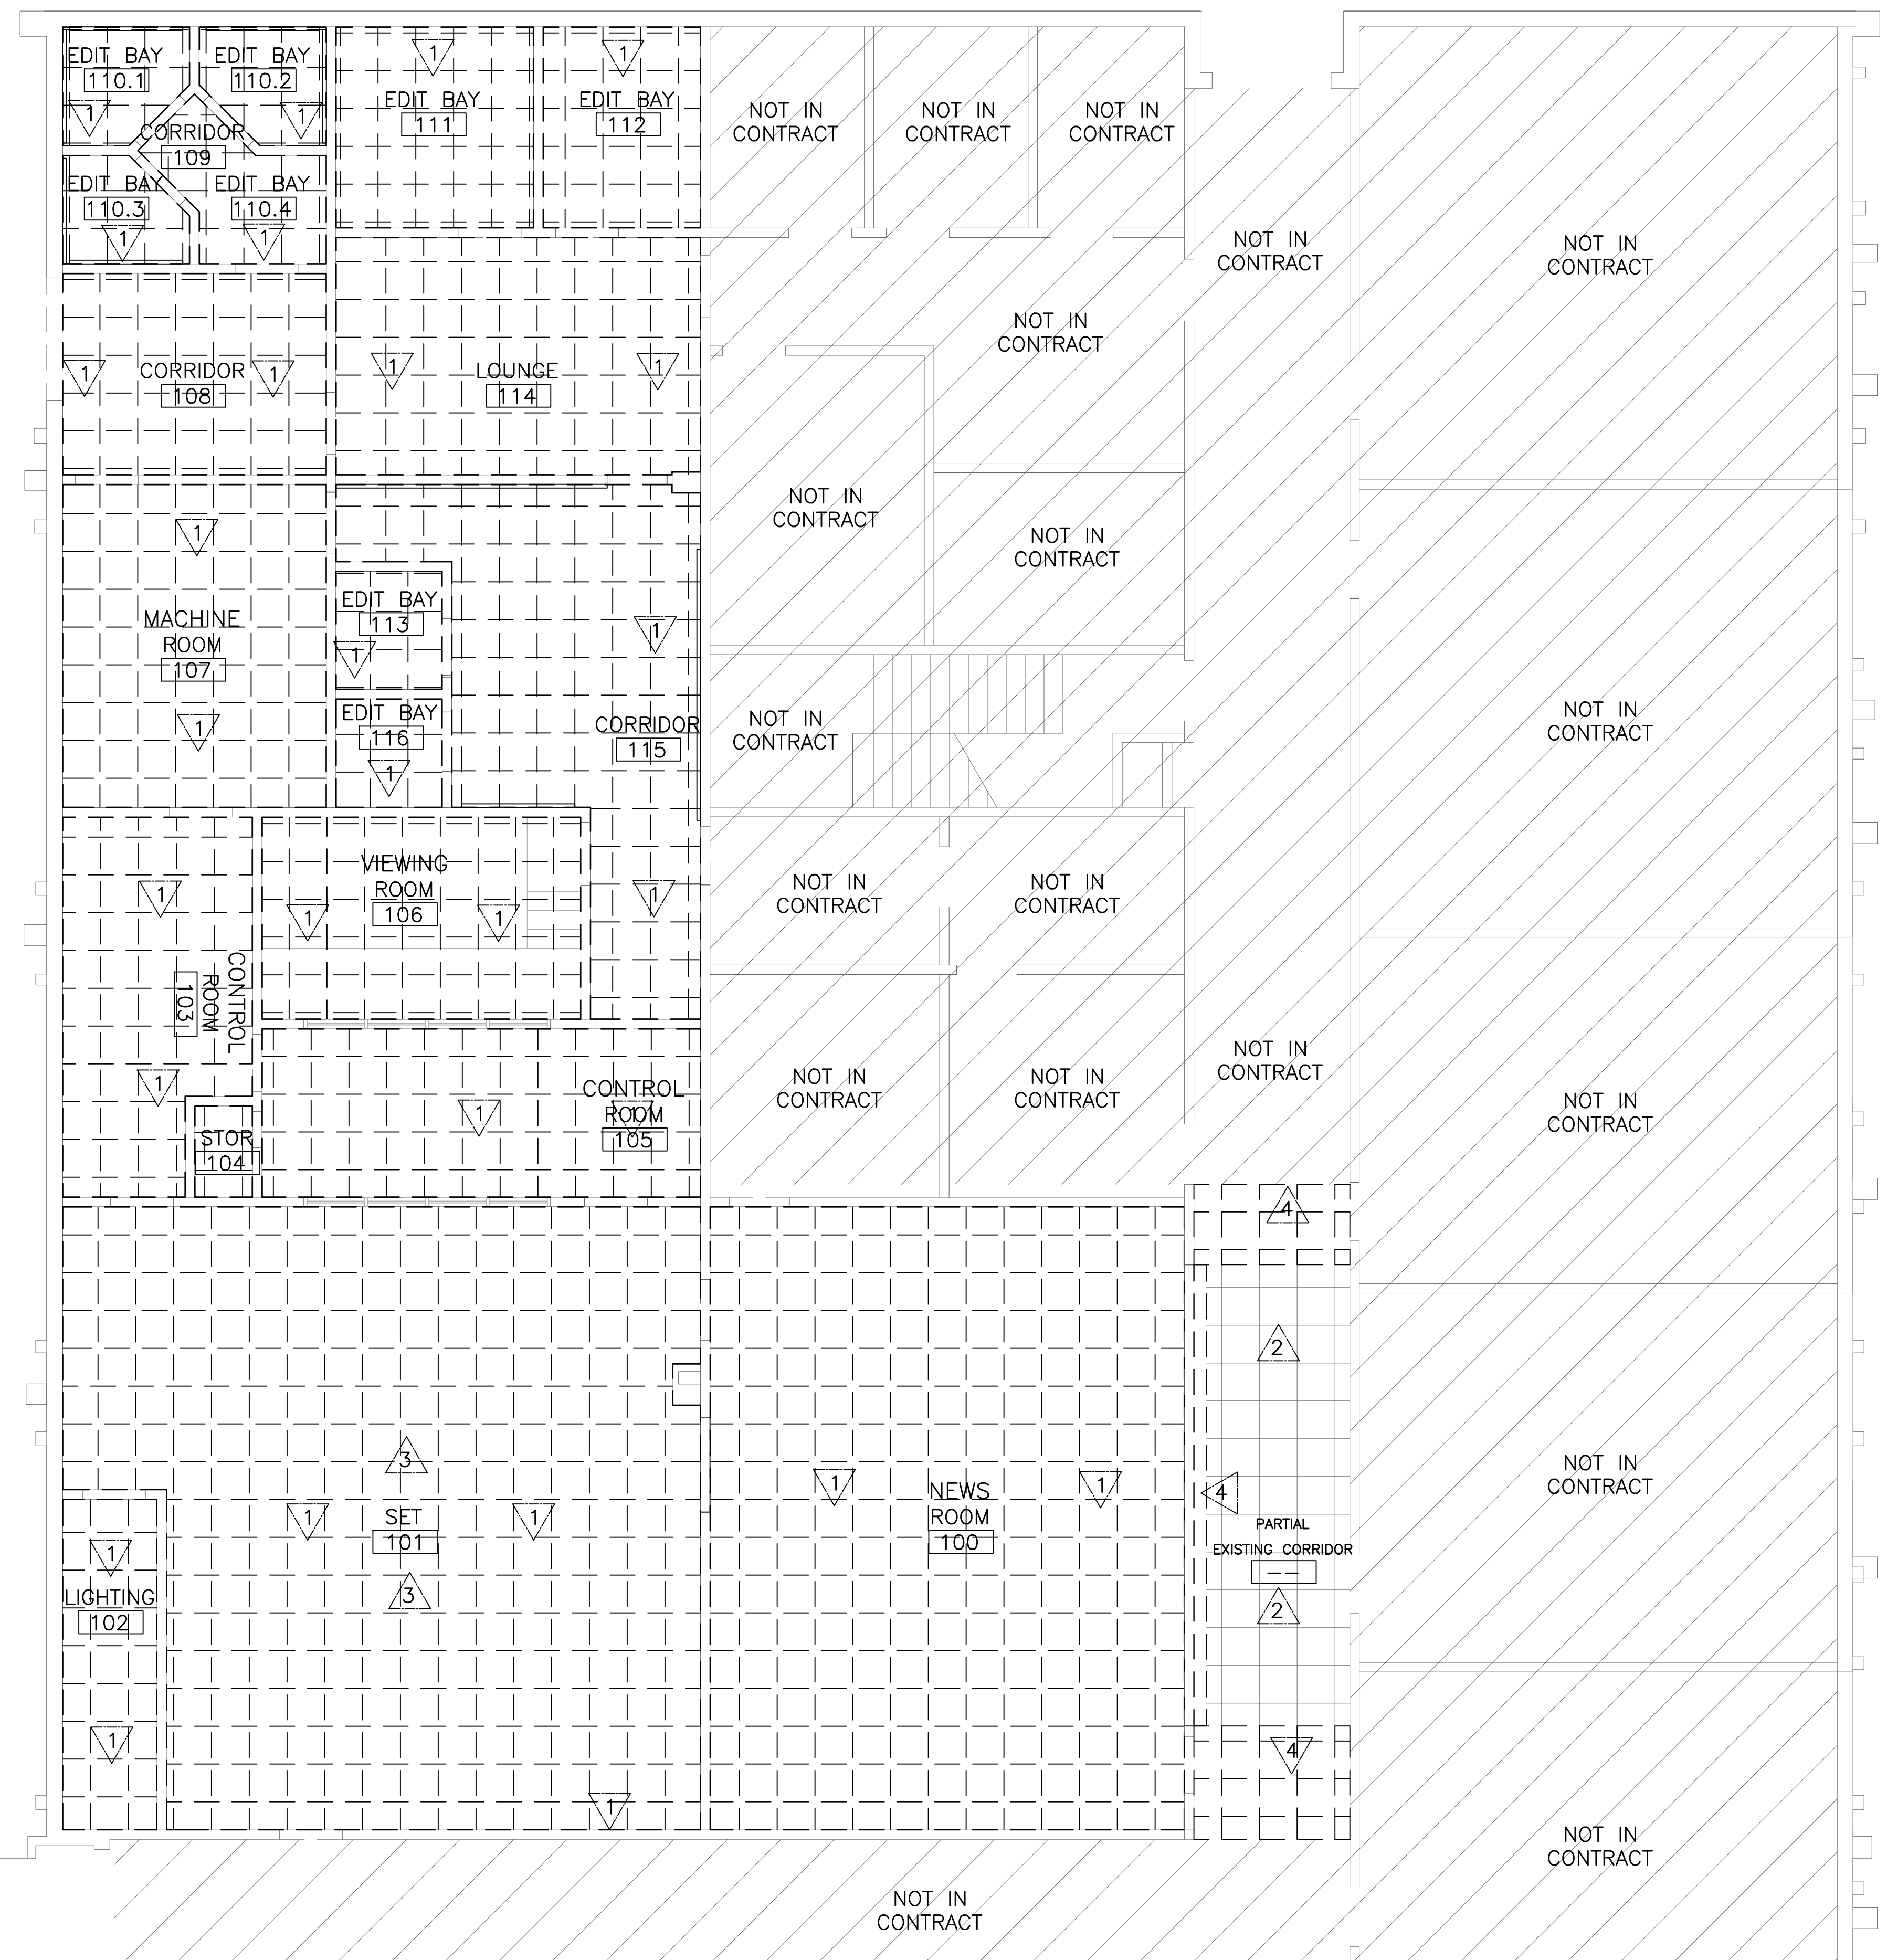 EDIT BAY
110.1
1
EDIT BAY
110.2
1
CORRIDOR
109
EDIT BAY
110.3
1
EDIT BAY
110.4
1
1
EDIT BAY
111
1
EDIT BAY
112
NOT IN
CONTRACT
NOT IN
CONTRACT
NOT IN
CONTRACT
NOT IN
CONTRACT
NOT IN
CONTRACT
NOT IN
CONTRACT
1
CORRIDOR
108
1
1
LOUNGE
114
1
NOT IN
CONTRACT
NOT IN
CONTRACT
1
MACHINE
ROOM
107
1
EDIT BAY
113
1
EDIT BAY
116
1
1
CORRIDOR
115
NOT IN
CONTRACT
NOT IN
CONTRACT
1
CONTROL
ROOM
103
1
VIEWING
ROOM
106
1
1
1
NOT IN
CONTRACT
NOT IN
CONTRACT
STOR
104
1
CONTROL
ROOM
1
105
NOT IN
CONTRACT
NOT IN
CONTRACT
NOT IN
CONTRACT
NOT IN
CONTRACT
4
2
3
1
SET
101
1
3
1
1
NEWS
ROOM
100
1
4
PARTIAL
EXISTING CORRIDOR
--
2
4
NOT IN
CONTRACT
1
LIGHTING
102
1
NOT IN
CONTRACT
NOT IN
CONTRACT